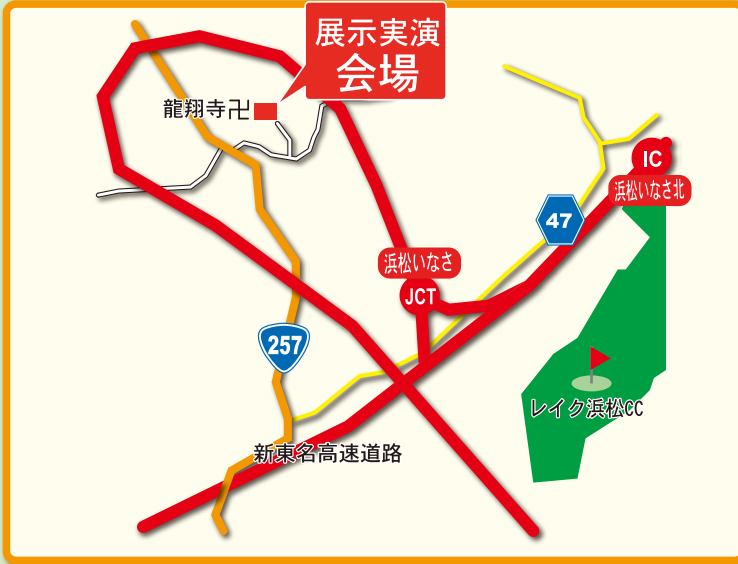 展示実演
会場
龍翔寺卍
IC
浜松いなさ北
47
浜松いなさ
JCT
257
レイク浜松CC
新東名高速道路